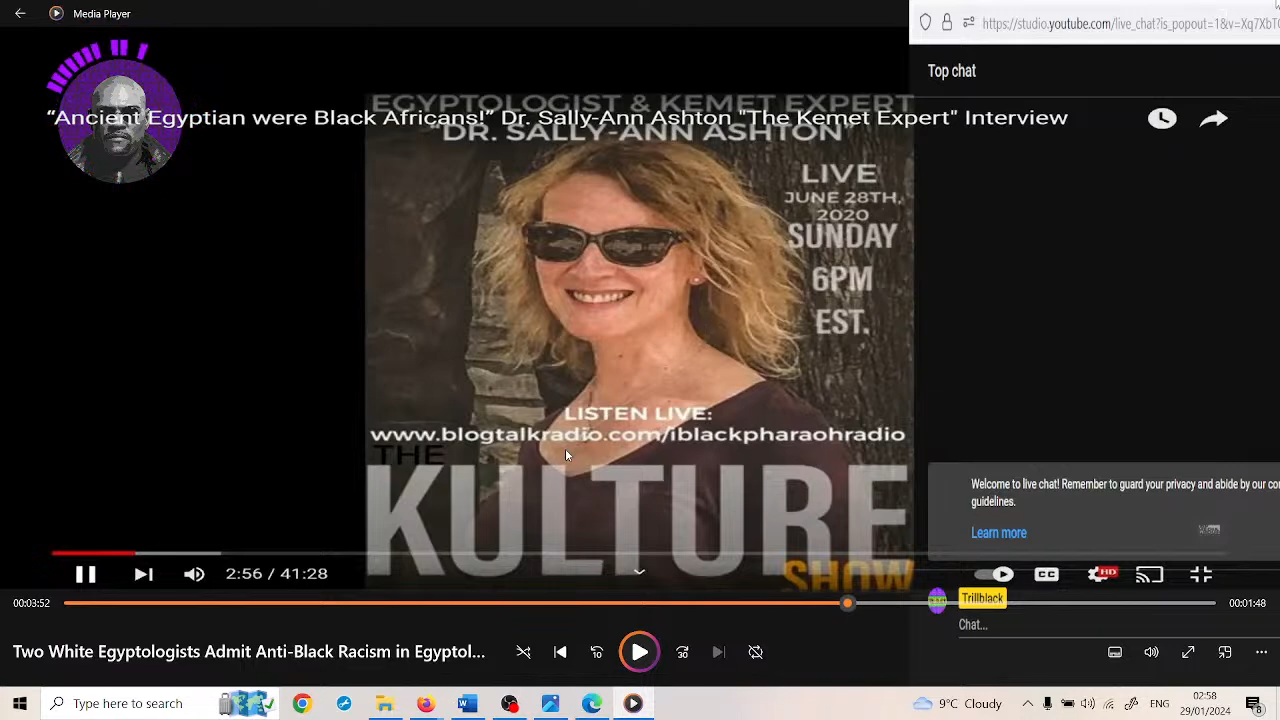 Media Player
https://studio.youtube.com/live_chat?is_popout=1&v=Xq7XbT
Top chat
EGYPTOLOGIST & KEMET EXPERT
“Ancient Egyptian were Black Africans!” Dr. Sally-Ann Ashton "The Kemet Expert" Interview
“DR. SALLY-ANN ASHTON”
LIVE
JUNE 28TH,
2020
SUNDAY
6PM
EST.
LISTEN LIVE:
www.blogtalkradio.com/iblackpharaohradio
THE
KULTURE
SHOW
Welcome to live chat! Remember to guard your privacy and abide by our co
guidelines.
Learn more
2:56 / 41:28
HD
00:03:52
Trillblack
00:01:48
Chat...
Two White Egyptologists Admit Anti-Black Racism in Egyptol...
10
30
Type here to search
9°C Cloudy
02:58
29/01/2024
8